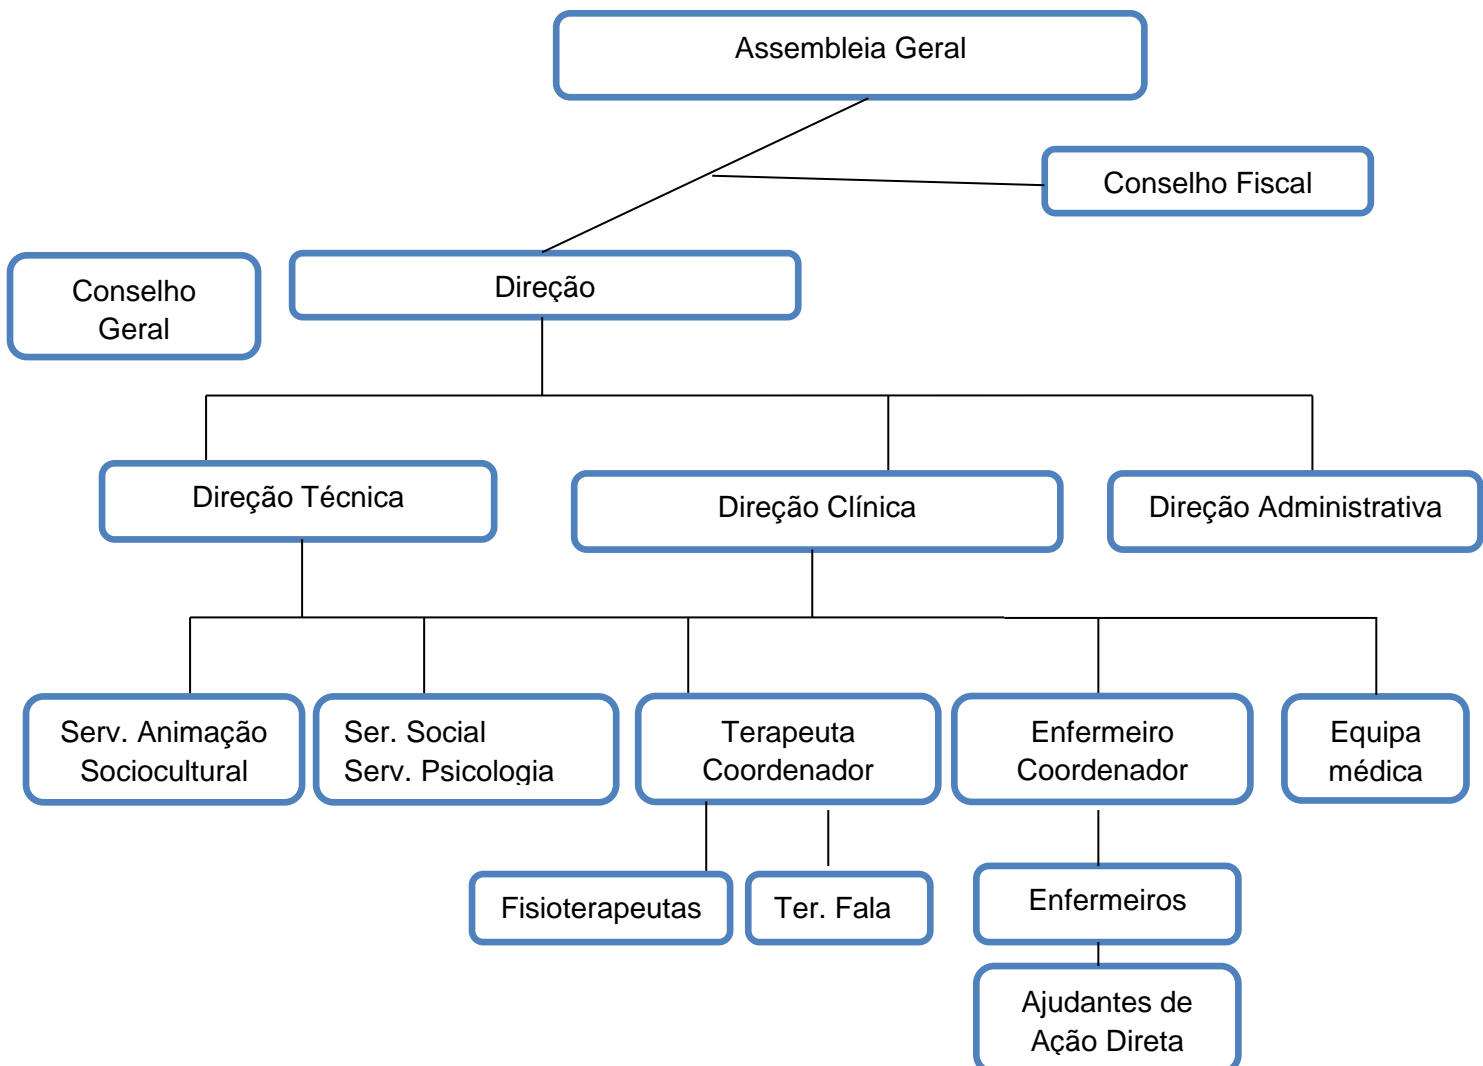 Assembleia Geral
Conselho Fiscal
Conselho
Geral
Direção
Direção Técnica
Direção Clínica
Direção Administrativa
Serv. Animação
Sociocultural
Ser. Social
Serv. Psicologia
Terapeuta
Coordenador
Enfermeiro
Coordenador
Equipa
médica
Fisioterapeutas
Ter. Fala
Enfermeiros
Ajudantes de
Ação Direta